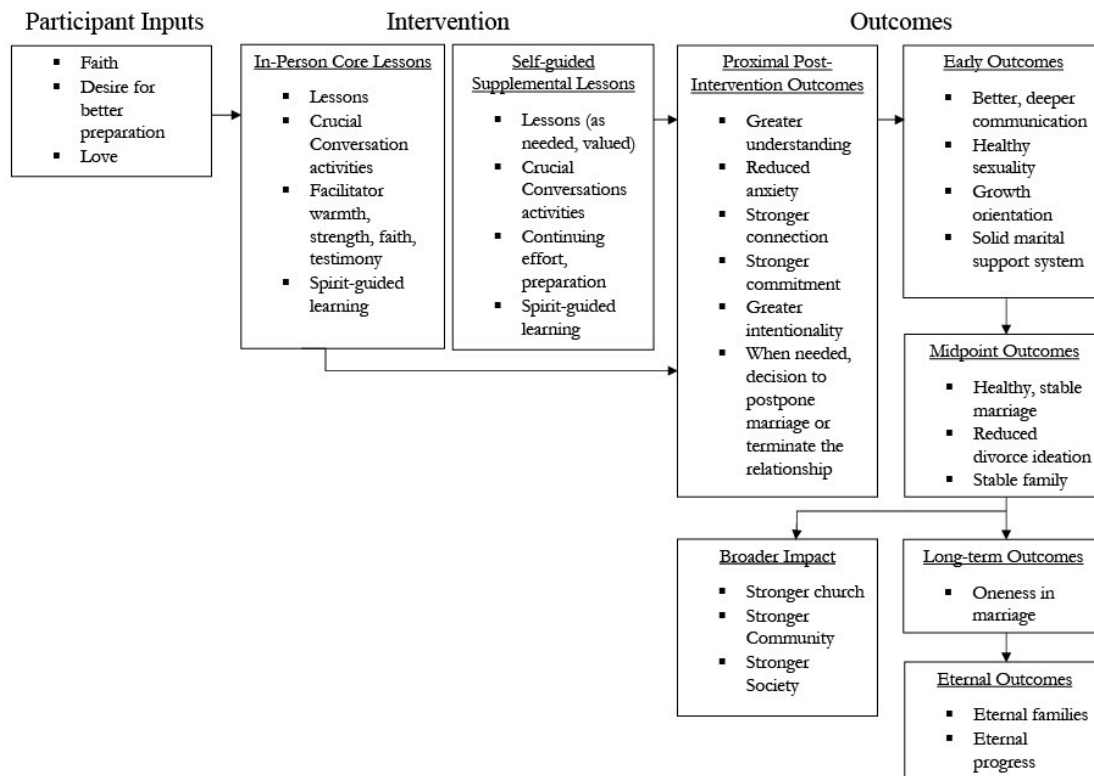 Participant Inputs
Intervention
Outcomes
▪ Faith
▪ Desire for
better
preparation
▪ Love
In-Person Core Lessons
▪ Lessons
▪ Crucial
Conversation
activities
▪ Facilitator
warmth,
strength, faith,
testimony
▪ Spirit-guided
learning
Self-guided
Supplemental Lessons
▪ Lessons (as
needed, valued)
▪ Crucial
Conversations
activities
▪ Continuing
effort,
preparation
▪ Spirit-guided
learning
Proximal Post-
Intervention Outcomes
▪ Greater
understanding
▪ Reduced
anxiety
▪ Stronger
connection
▪ Stronger
commitment
▪ Greater
intentionality
▪ When needed,
decision to
postpone
marriage or
terminate the
relationship
Early Outcomes
▪ Better, deeper
communication
▪ Healthy
sexuality
▪ Growth
orientation
▪ Solid marital
support system
Midpoint Outcomes
▪ Healthy, stable
marriage
▪ Reduced
divorce ideation
▪ Stable family
Broader Impact
▪ Stronger church
▪ Stronger
Community
▪ Stronger
Society
Long-term Outcomes
▪ Oneness in
marriage
Eternal Outcomes
▪ Eternal families
▪ Eternal
progress